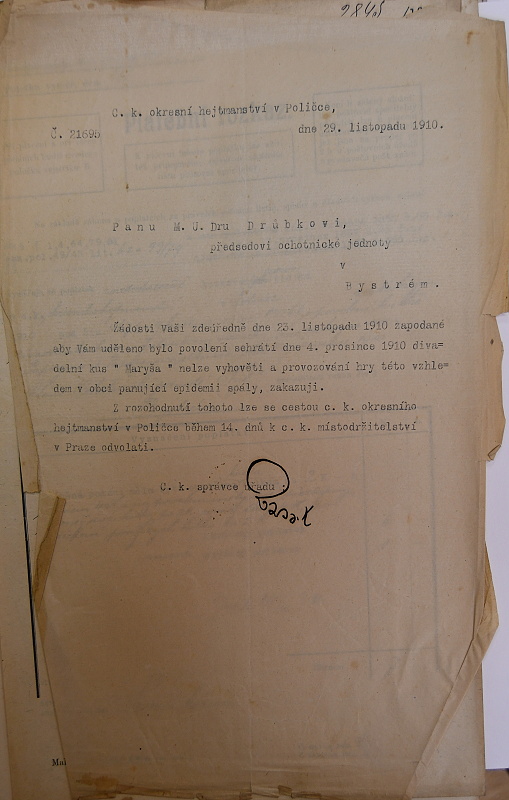 C. k. okresní hejtmanství v Poličce,
Č. 21695
dne 29. listopadu 1910.
Panu M. U. Dru Drůbkovi,
předsedovi ochotnické jednoty
v
Bystrém.
Žádosti Vaší zdeúředně dne 23. listopadu 1910 zapodané
aby Vám uděleno bylo povolení sehráti dne 4. prosince 1910 diva-
delní kus " Maryša " nelze vyhověti a provozování hry této vzhle-
dem v obci panující epidemii spály, zakazuji.
Z rozohodnutí tohoto lze se cestou c. k. okresního
hejtmanství v Poličce během 14. dnů k c. k. místodržitelství
v Praze odvolati.
C. k. správce úřadu :